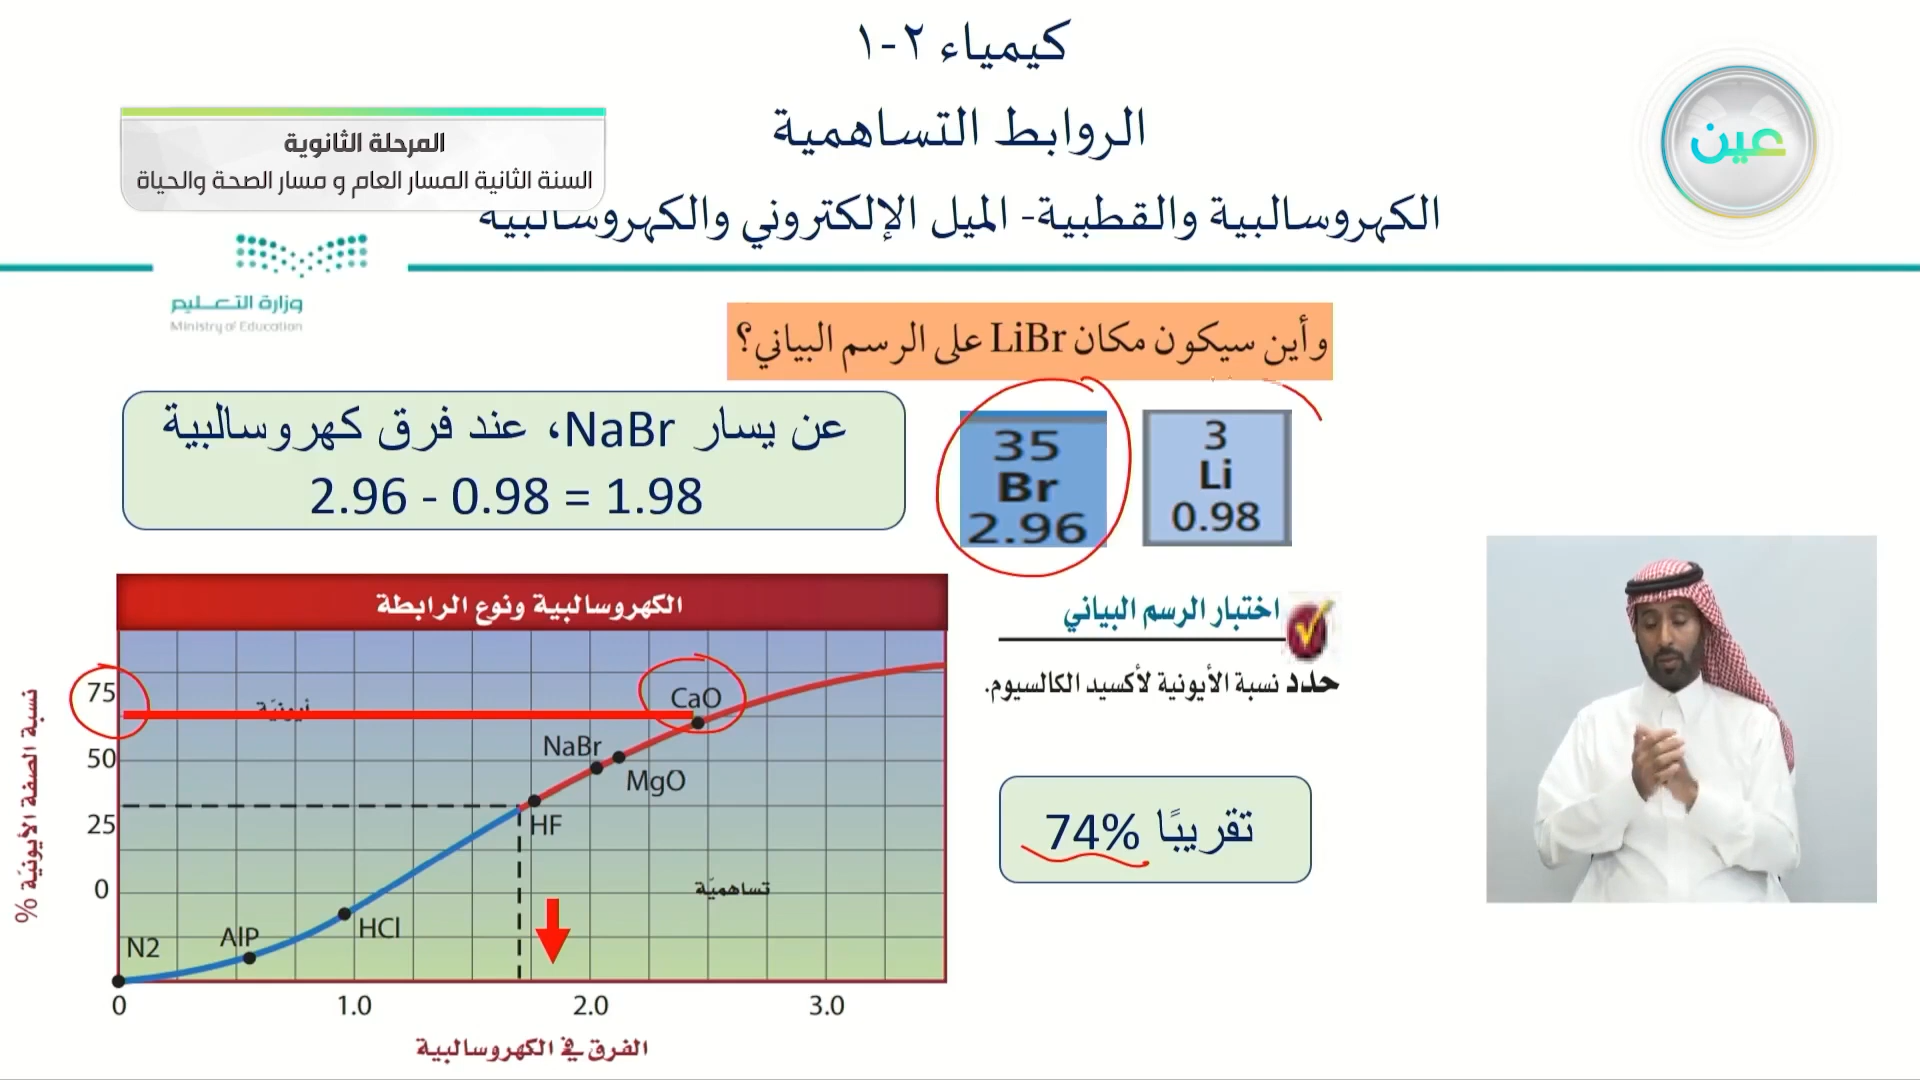 كيمياء ٢-١
الروابط التساهمية
الكهروسالبية والقطبية- الميل الإلكتروني والكهروسالبية
المرحلة الثانوية
السنة الثانية المسار العام و مسار الصحة والحياة
عين
وزارة التعليم
Ministry of Education
وأين سيكون مكان LiBr على الرسم البياني؟
عن يسار NaBr، عند فرق كهروسالبية
2.96 - 0.98 = 1.98
35
Br
2.96
3
Li
0.98
اختبار الرسم البياني
حدد نسبة الأيونية لأكسيد الكالسيوم.
تقريبًا 74%
الكهروسالبية ونوع الرابطة
نسبة الصفة الأيونيّة %
75
50
25
0
CaO
NaBr
MgO
HF
تساهميّة
HCl
AlP
N2
0
1.0
2.0
3.0
الفرق في الكهروسالبية